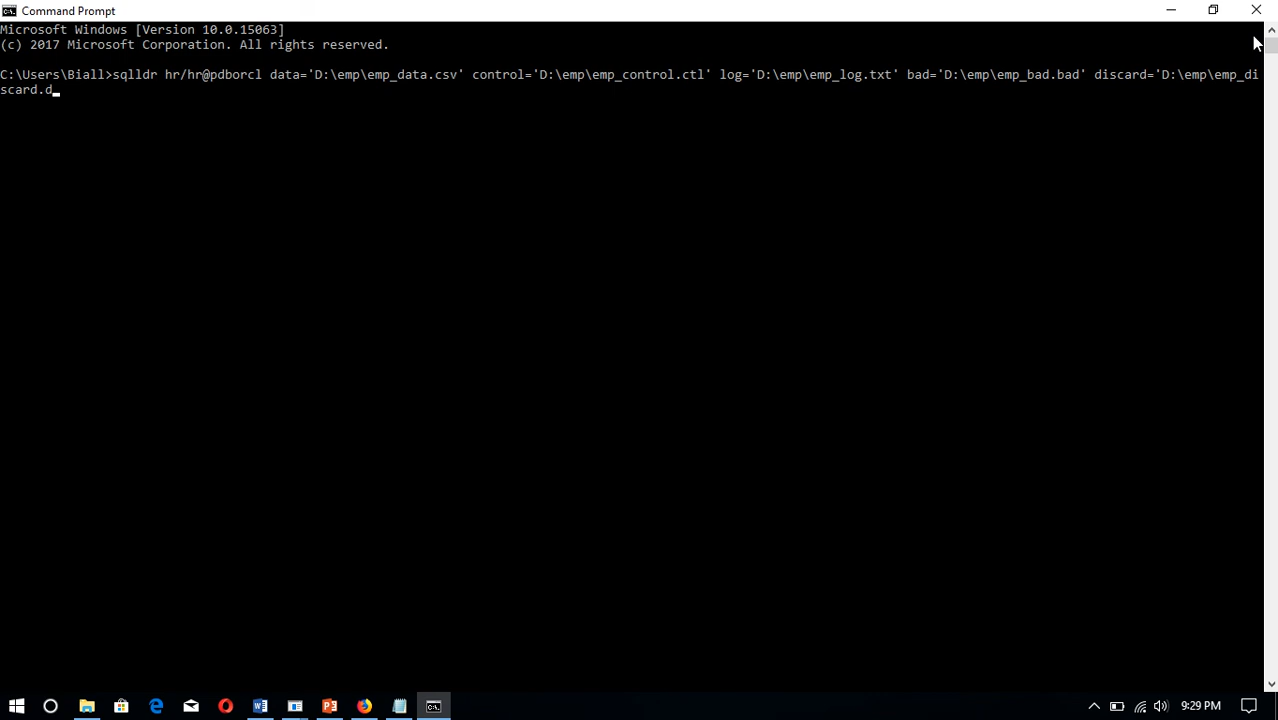 Command Prompt
Microsoft Windows [Version 10.0.15063]
(c) 2017 Microsoft Corporation. All rights reserved.
C:\Users\Biall>sqlldr hr/hr@pdborcl data='D:\emp\emp_data.csv' control='D:\emp\emp_control.ctl' log='D:\emp\emp_log.txt' bad='D:\emp\emp_bad.bad' discard='D:\emp\emp_di
scard.d
9:29 PM